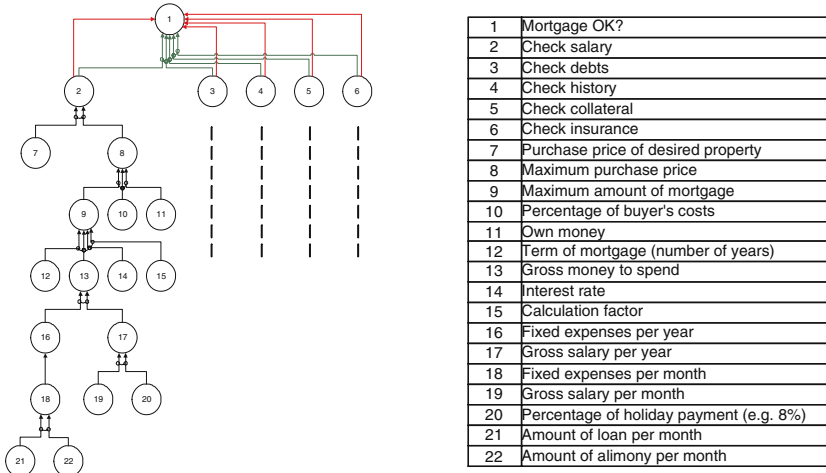 1
2
3
4
5
6
7
8
9
10
11
12
13
14
15
16
17
18
19
20
21
22
1 Mortgage OK?
2 Check salary
3 Check debts
4 Check history
5 Check collateral
6 Check insurance
7 Purchase price of desired property
8 Maximum purchase price
9 Maximum amount of mortgage
10 Percentage of buyer's costs
11 Own money
12 Term of mortgage (number of years)
13 Gross money to spend
14 Interest rate
15 Calculation factor
16 Fixed expenses per year
17 Gross salary per year
18 Fixed expenses per month
19 Gross salary per month
20 Percentage of holiday payment (e.g. 8%)
21 Amount of loan per month
22 Amount of alimony per month